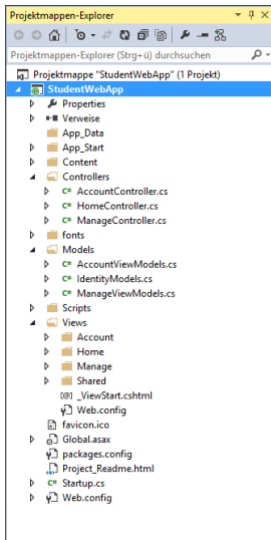 Projektmappen-Explorer
Projektmappen-Explorer (Strg+ü) durchsuchen
Projektmappe "StudentWebApp" (1 Projekt)
StudentWebApp
Properties
Verweise
App_Data
App_Start
Content
Controllers
C# AccountController.cs
C# HomeController.cs
C# ManageController.cs
fonts
Models
C# AccountViewModels.cs
C# IdentityModels.cs
C# ManageViewModels.cs
Scripts
Views
Account
Home
Manage
Shared
[@] _ViewStart.cshtml
Web.config
favicon.ico
Global.asax
packages.config
Project_Readme.html
C# Startup.cs
Web.config